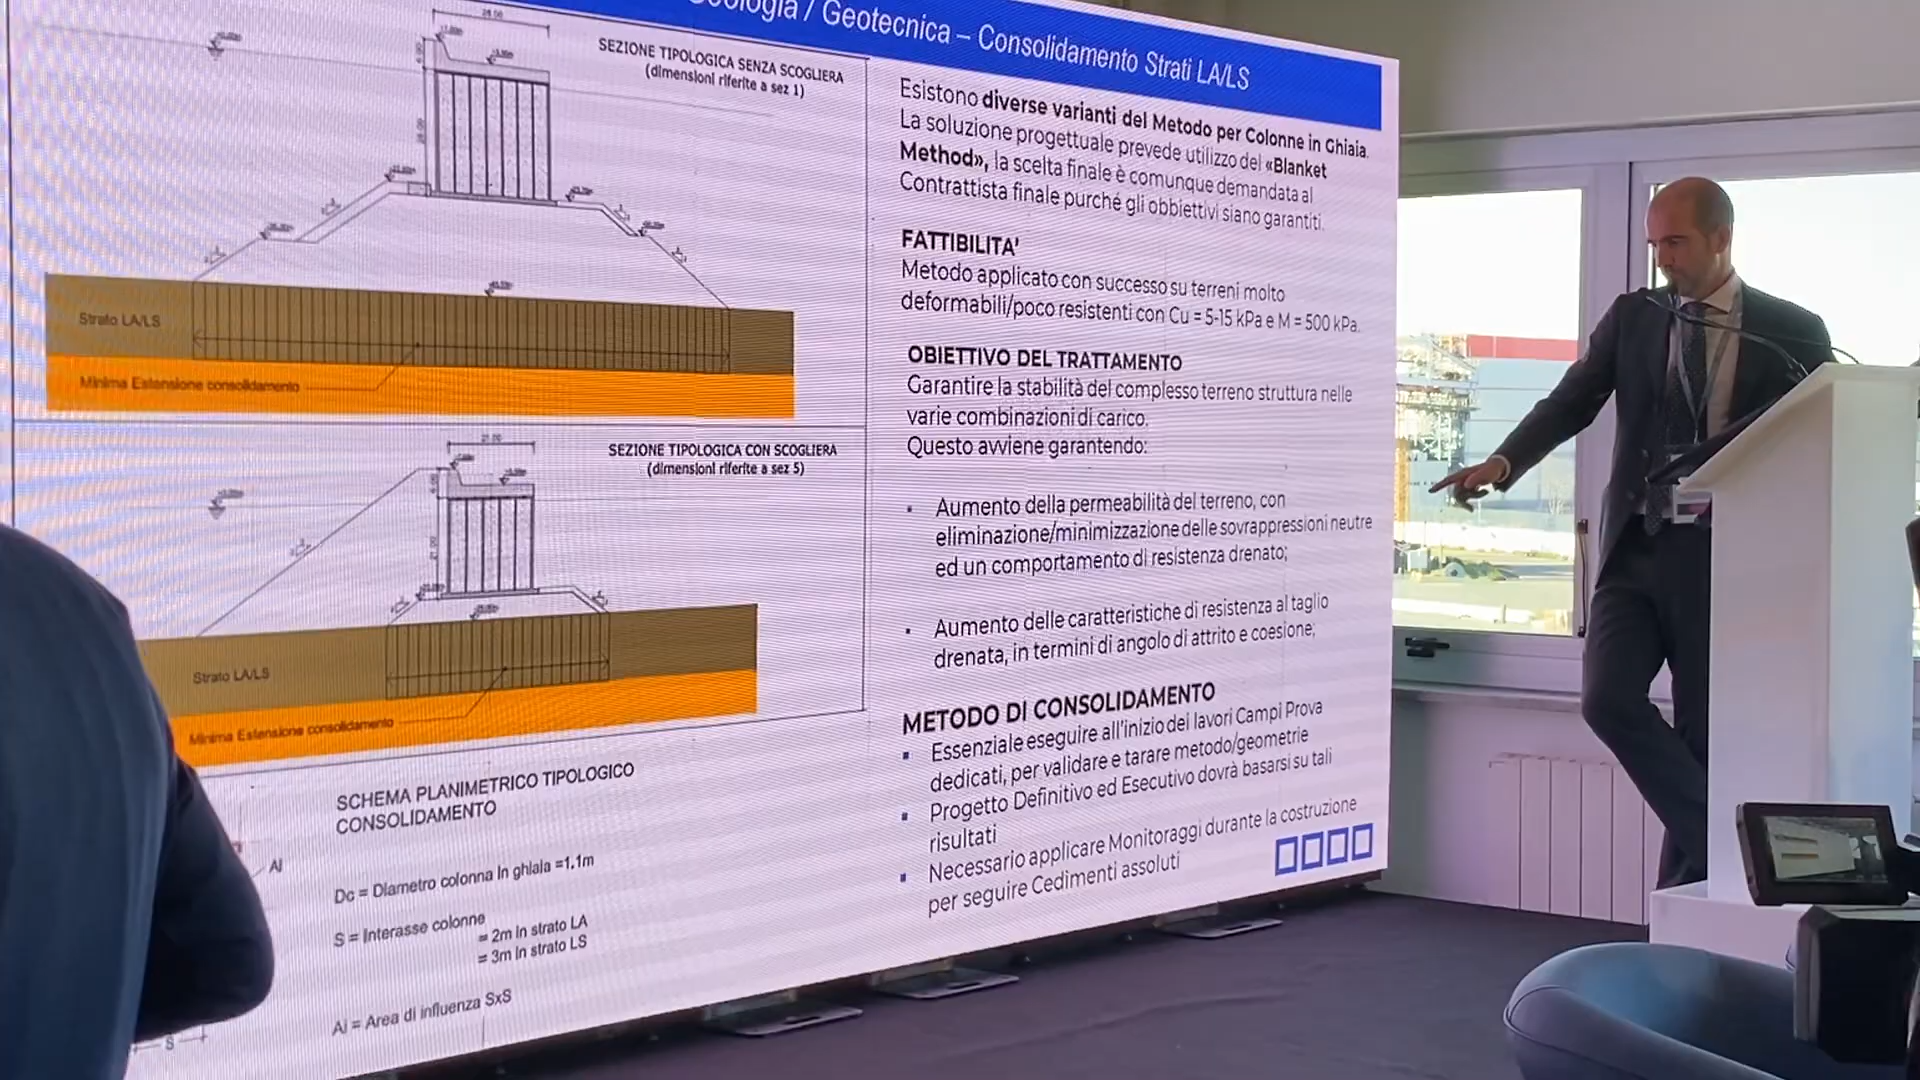 Geologia / Geotecnica – Consolidamento Strati LA/LS
SEZIONE TIPOLOGICA SENZA SCOGLIERA
(dimensioni riferite a sez 1)
Strato LA/LS
Minima Estensione consolidamento
SEZIONE TIPOLOGICA CON SCOGLIERA
(dimensioni riferite a sez 5)
Strato LA/LS
Minima Estensione consolidamento
SCHEMA PLANIMETRICO TIPOLOGICO
CONSOLIDAMENTO
AI
Dc = Diametro colonna in ghiaia =1,1m
S = Interasse colonne
= 2m in strato LA
= 3m in strato LS
Ai = Area di influenza SxS
S
Esistono diverse varianti del Metodo per Colonne in Ghiaia.
La soluzione progettuale prevede utilizzo del «Blanket
Method», la scelta finale è comunque demandata al
Contrattista finale purché gli obbiettivi siano garantiti.
FATTIBILITA'
Metodo applicato con successo su terreni molto
deformabili/poco resistenti con Cu = 5-15 kPa e M = 500 kPa.
OBIETTIVO DEL TRATTAMENTO
Garantire la stabilità del complesso terreno struttura nelle
varie combinazioni di carico.
Questo avviene garantendo:
▪ Aumento della permeabilità del terreno, con
eliminazione/minimizzazione delle sovrappressioni neutre
ed un comportamento di resistenza drenato;
▪ Aumento delle caratteristiche di resistenza al taglio
drenata, in termini di angolo di attrito e coesione;
METODO DI CONSOLIDAMENTO
▪ Essenziale eseguire all'inizio dei lavori Campi Prova
dedicati, per validare e tarare metodo/geometrie
▪ Progetto Definitivo ed Esecutivo dovrà basarsi su tali
risultati
▪ Necessario applicare Monitoraggi durante la costruzione
per seguire Cedimenti assoluti